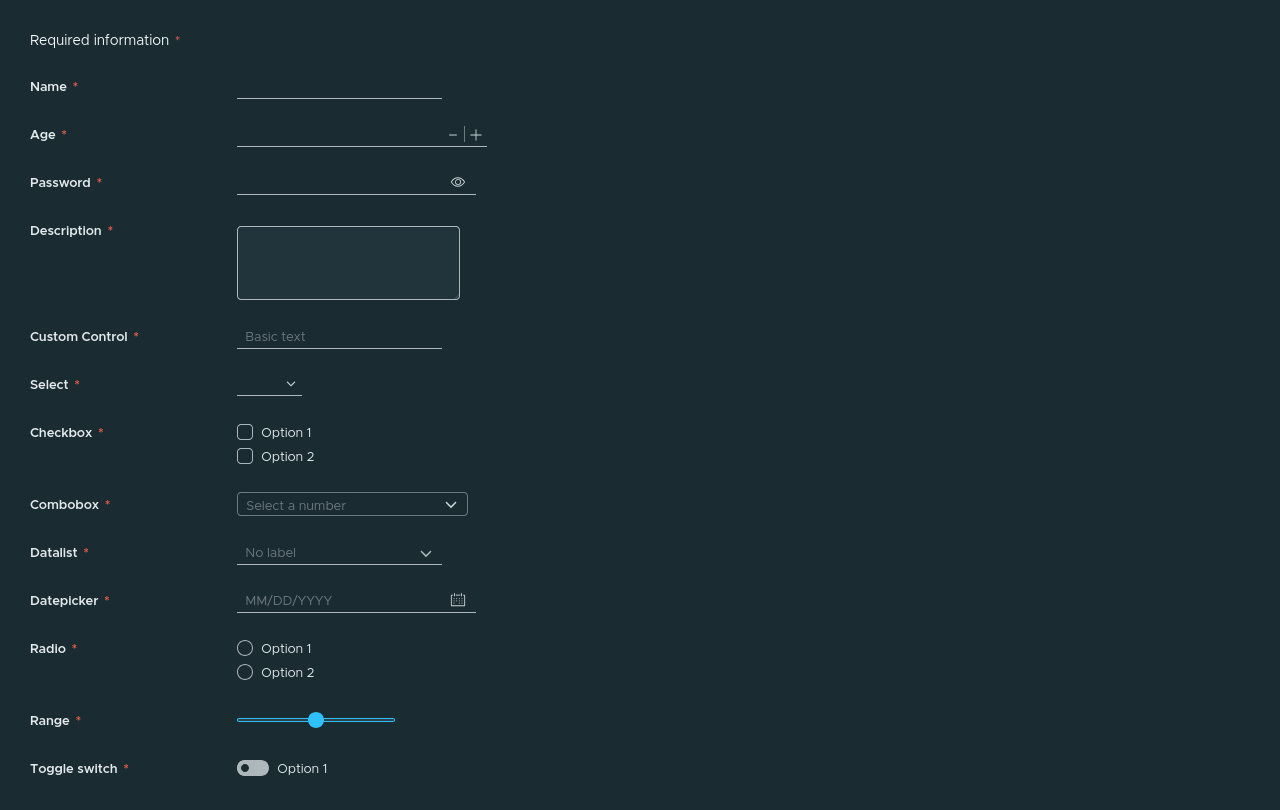 Required information *
Name *
Age *
Password *
Description *
Custom Control * Basic text
Select *
Checkbox * Option 1
Option 2
Combobox * Select a number
Datalist * No label
Datepicker * MM/DD/YYYY
Radio * Option 1
Option 2
Range *
Toggle switch * Option 1